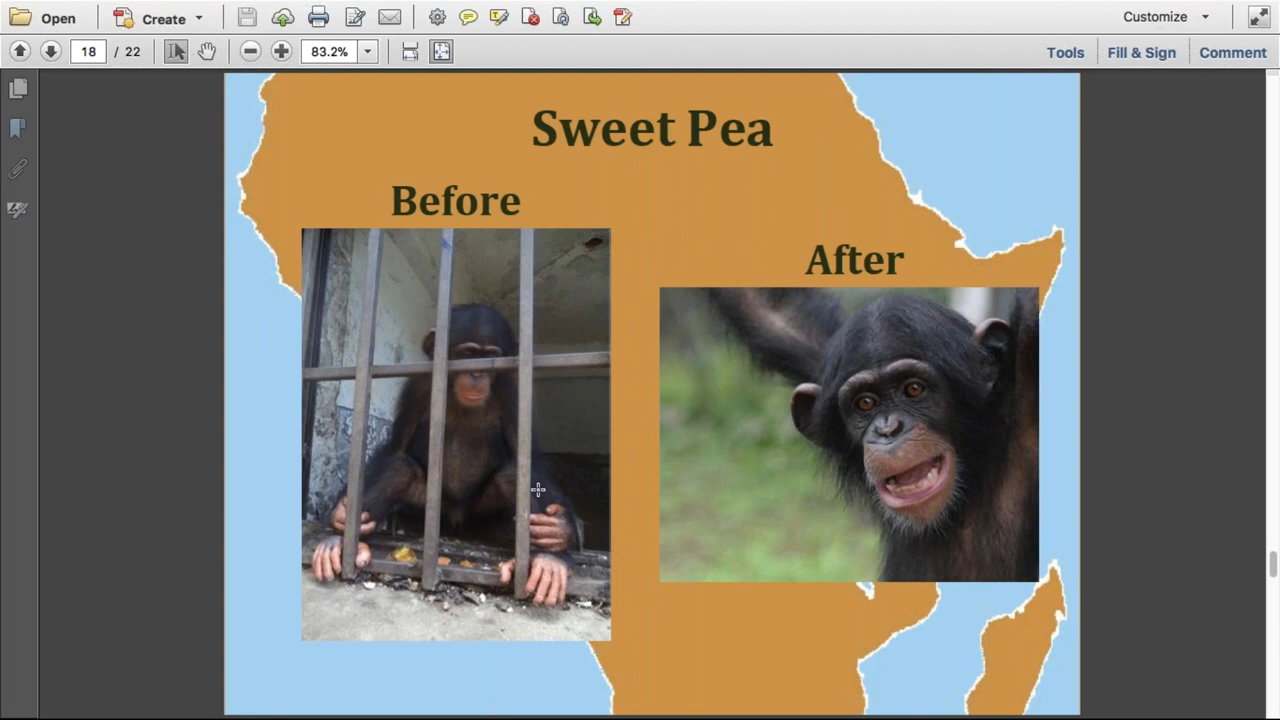 Open
Create
Customize
18 / 22
83.2%
Tools
Fill & Sign
Comment
Sweet Pea
Before
After